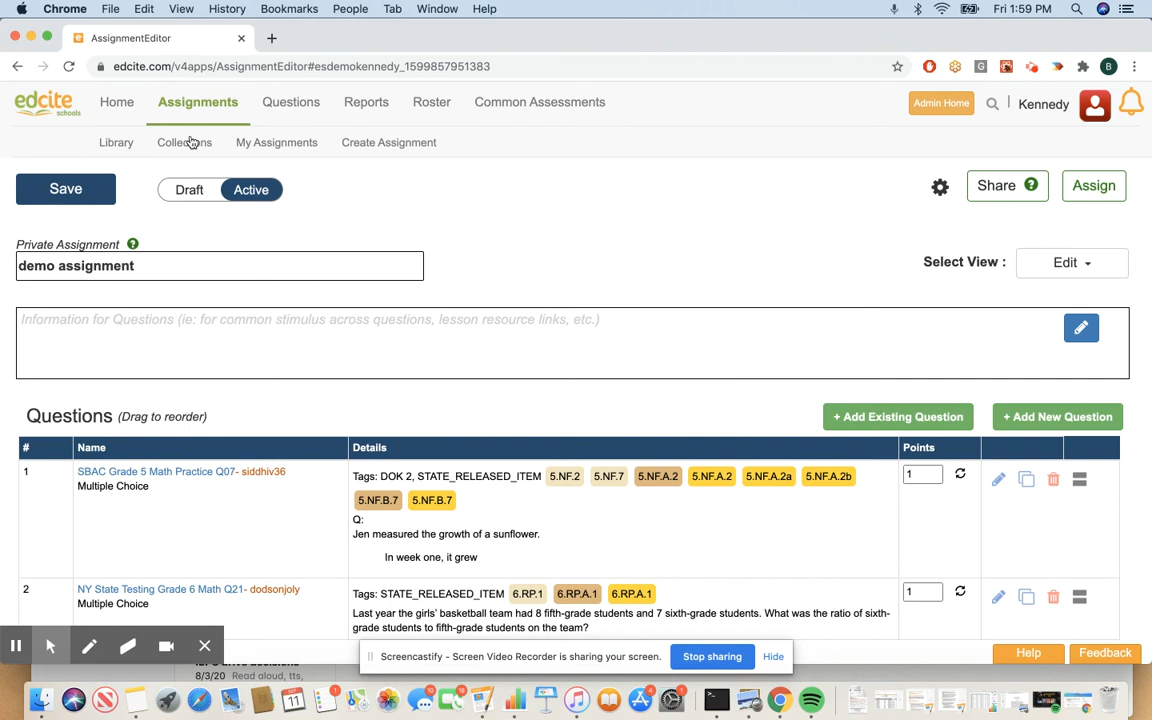 Chrome File Edit View History Bookmarks People Tab Window Help Fri 1:59 PM
AssignmentEditor
edcite.com/v4apps/AssignmentEditor#esdemokennedy_1599857951383
edcite schools Home Assignments Questions Reports Roster Common Assessments Admin Home Kennedy
Library Collections My Assignments Create Assignment
Save Draft Active Share ? Assign
Private Assignment ?
demo assignment
Select View : Edit
Information for Questions (ie: for common stimulus across questions, lesson resource links, etc.)
Questions (Drag to reorder) + Add Existing Question + Add New Question
# Name Details Points
1 SBAC Grade 5 Math Practice Q07- siddhiv36
Multiple Choice
Tags: DOK 2, STATE_RELEASED_ITEM 5.NF.2 5.NF.7 5.NF.A.2 5.NF.A.2 5.NF.A.2a 5.NF.A.2b
5.NF.B.7 5.NF.B.7
Q:
Jen measured the growth of a sunflower.
In week one, it grew
1
2 NY State Testing Grade 6 Math Q21- dodsonjoly
Multiple Choice
Tags: STATE_RELEASED_ITEM 6.RP.1 6.RP.A.1 6.RP.A.1
Last year the girls' basketball team had 8 fifth-grade students and 7 sixth-grade students. What was the ratio of sixth-
grade students to fifth-grade students on the team?
1
Screencastify - Screen Video Recorder is sharing your screen. Stop sharing Hide
Help Feedback
8/3/20 Read aloud, tts,